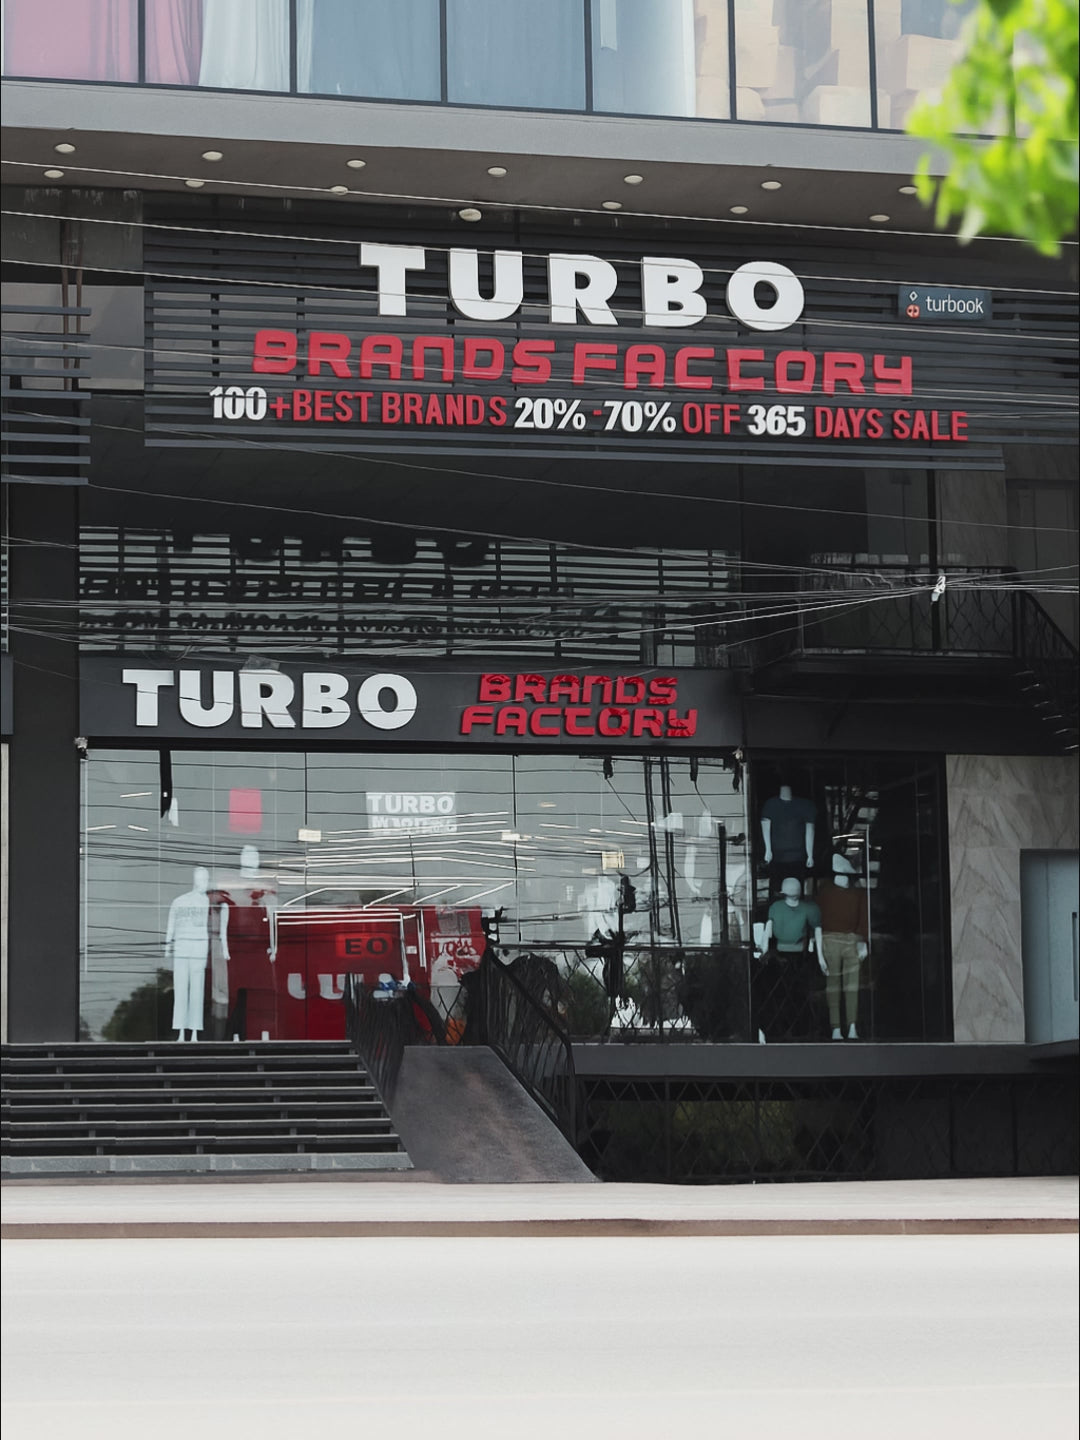 TURBO
turbook
BRANDS FACTORY
100+BEST BRANDS 20% -70% OFF 365 DAYS SALE
TURBO
BRANDS
FACTORY
TURBO